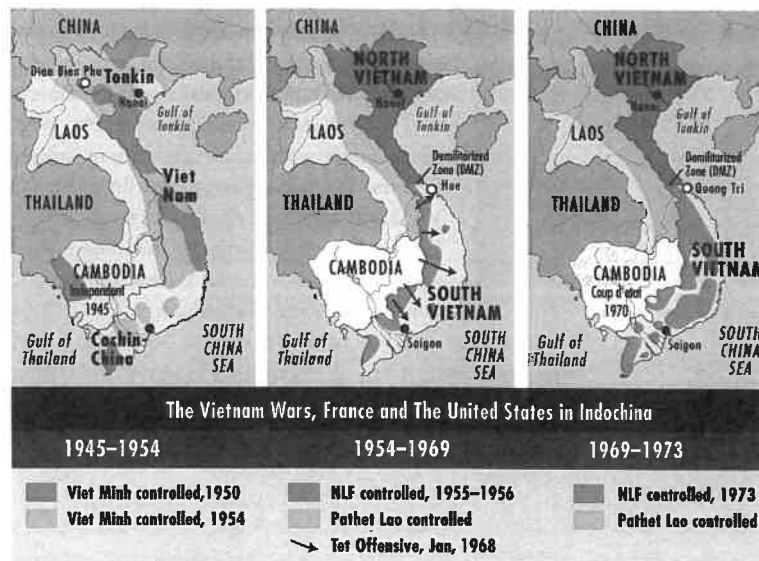 CHINA
Dien Bien Phu
Tonkin
Hanoi
Gulf of
Tonkin
LAOS
Viet
Nam
THAILAND
CAMBODIA
Independent
1945
Cochin-
China
Gulf of
Thailand
SOUTH
CHINA
SEA
CHINA
NORTH
VIETNAM
Hanoi
Gulf of
Tonkin
LAOS
Demilitarized
Zone (DMZ)
Hue
THAILAND
CAMBODIA
SOUTH
VIETNAM
Saigon
Gulf of
Thailand
SOUTH
CHINA
SEA
CHINA
NORTH
VIETNAM
Hanoi
Gulf of
Tonkin
LAOS
Demilitarized
Zone (DMZ)
Quang Tri
THAILAND
SOUTH
VIETNAM
CAMBODIA
Coup d'etat
1970
Saigon
Gulf of
Thailand
SOUTH
CHINA
SEA
The Vietnam Wars, France and The United States in Indochina
1945–1954
1954–1969
1969–1973
Viet Minh controlled,1950
Viet Minh controlled, 1954
NLF controlled, 1955–1956
Pathet Lao controlled
Tet Offensive, Jan, 1968
NLF controlled, 1973
Pathet Lao controlled